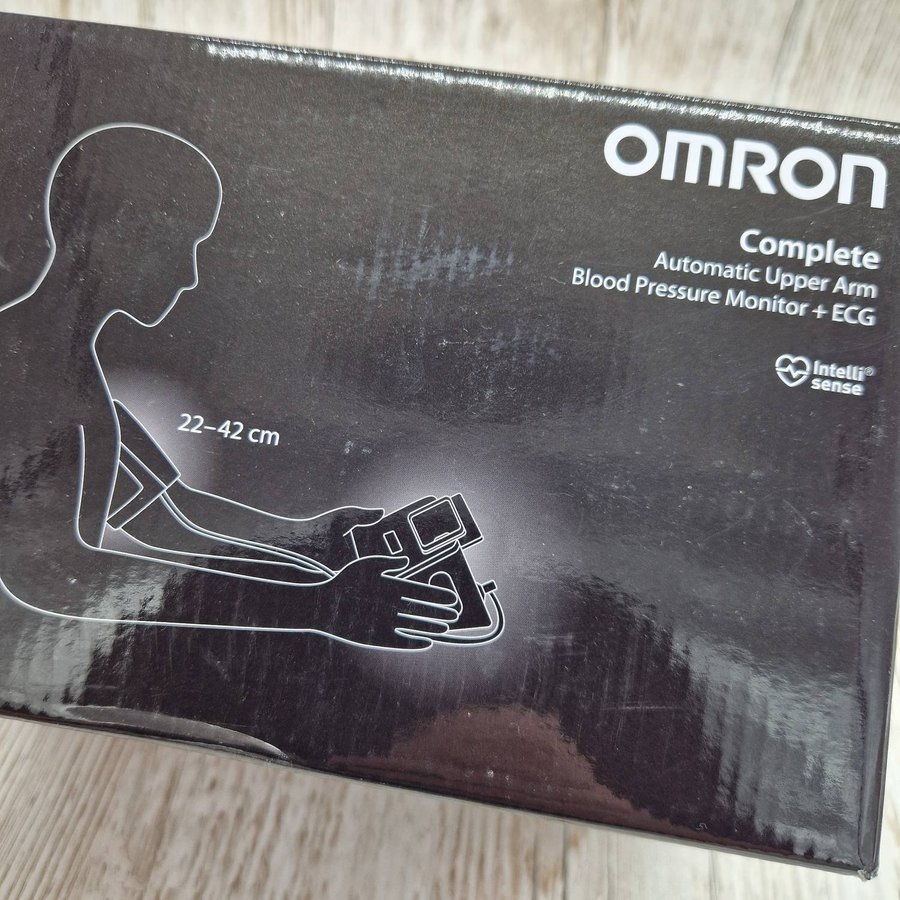 OMRON
Complete
Automatic Upper Arm
Blood Pressure Monitor + ECG
Intelli®
sense
22–42 cm